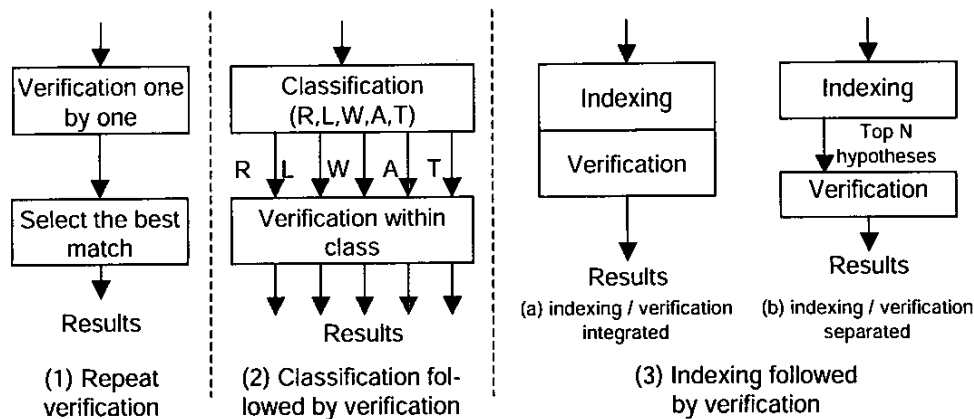 Verification one
by one
Select the best
match
Results
(1) Repeat
verification
Classification
(R,L,W,A,T)
R L W A T
Verification within
class
Results
(2) Classification fol-
lowed by verification
Indexing
Verification
Results
(a) indexing / verification
integrated
Indexing
Top N
hypotheses
Verification
Results
(b) indexing / verification
separated
(3) Indexing followed
by verification